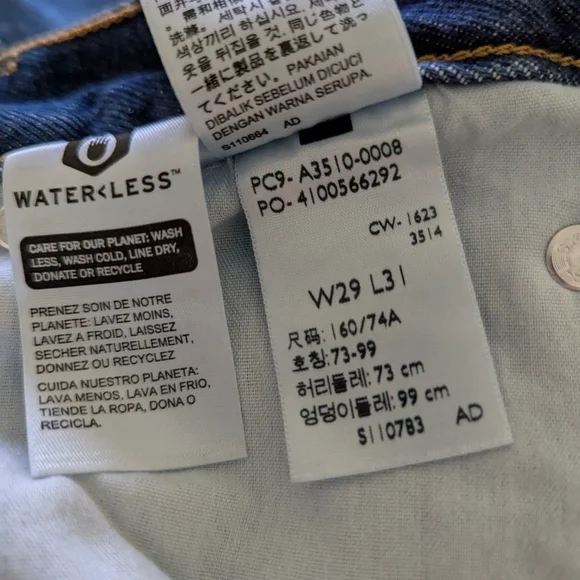 需和相似
洗滌. 세탁시
색상끼리 하십시오.
옷을 뒤집을 것. 同じ色物と
一緒に製品を裏返して洗っ
てください。 PAKAIAN
DIBALIK SEBELUM DICUCI
DENGAN WARNA SERUPA.
S110664 AD
WATER<LESS™
CARE FOR OUR PLANET: WASH
LESS, WASH COLD, LINE DRY,
DONATE OR RECYCLE
PRENEZ SOIN DE NOTRE
PLANETE: LAVEZ MOINS,
LAVEZ A FROID, LAISSEZ
SECHER NATURELLEMENT,
DONNEZ OU RECYCLEZ
CUIDA NUESTRO PLANETA:
LAVA MENOS, LAVA EN FRIO,
TIENDE LA ROPA, DONA O
RECICLA.
PC9- A3510-0008
PO- 4100566292
CW- 1623
3514
W29 L31
尺码: 160/74A
호칭: 73-99
허리둘레: 73 cm
엉덩이둘레: 99 cm
S110783 AD